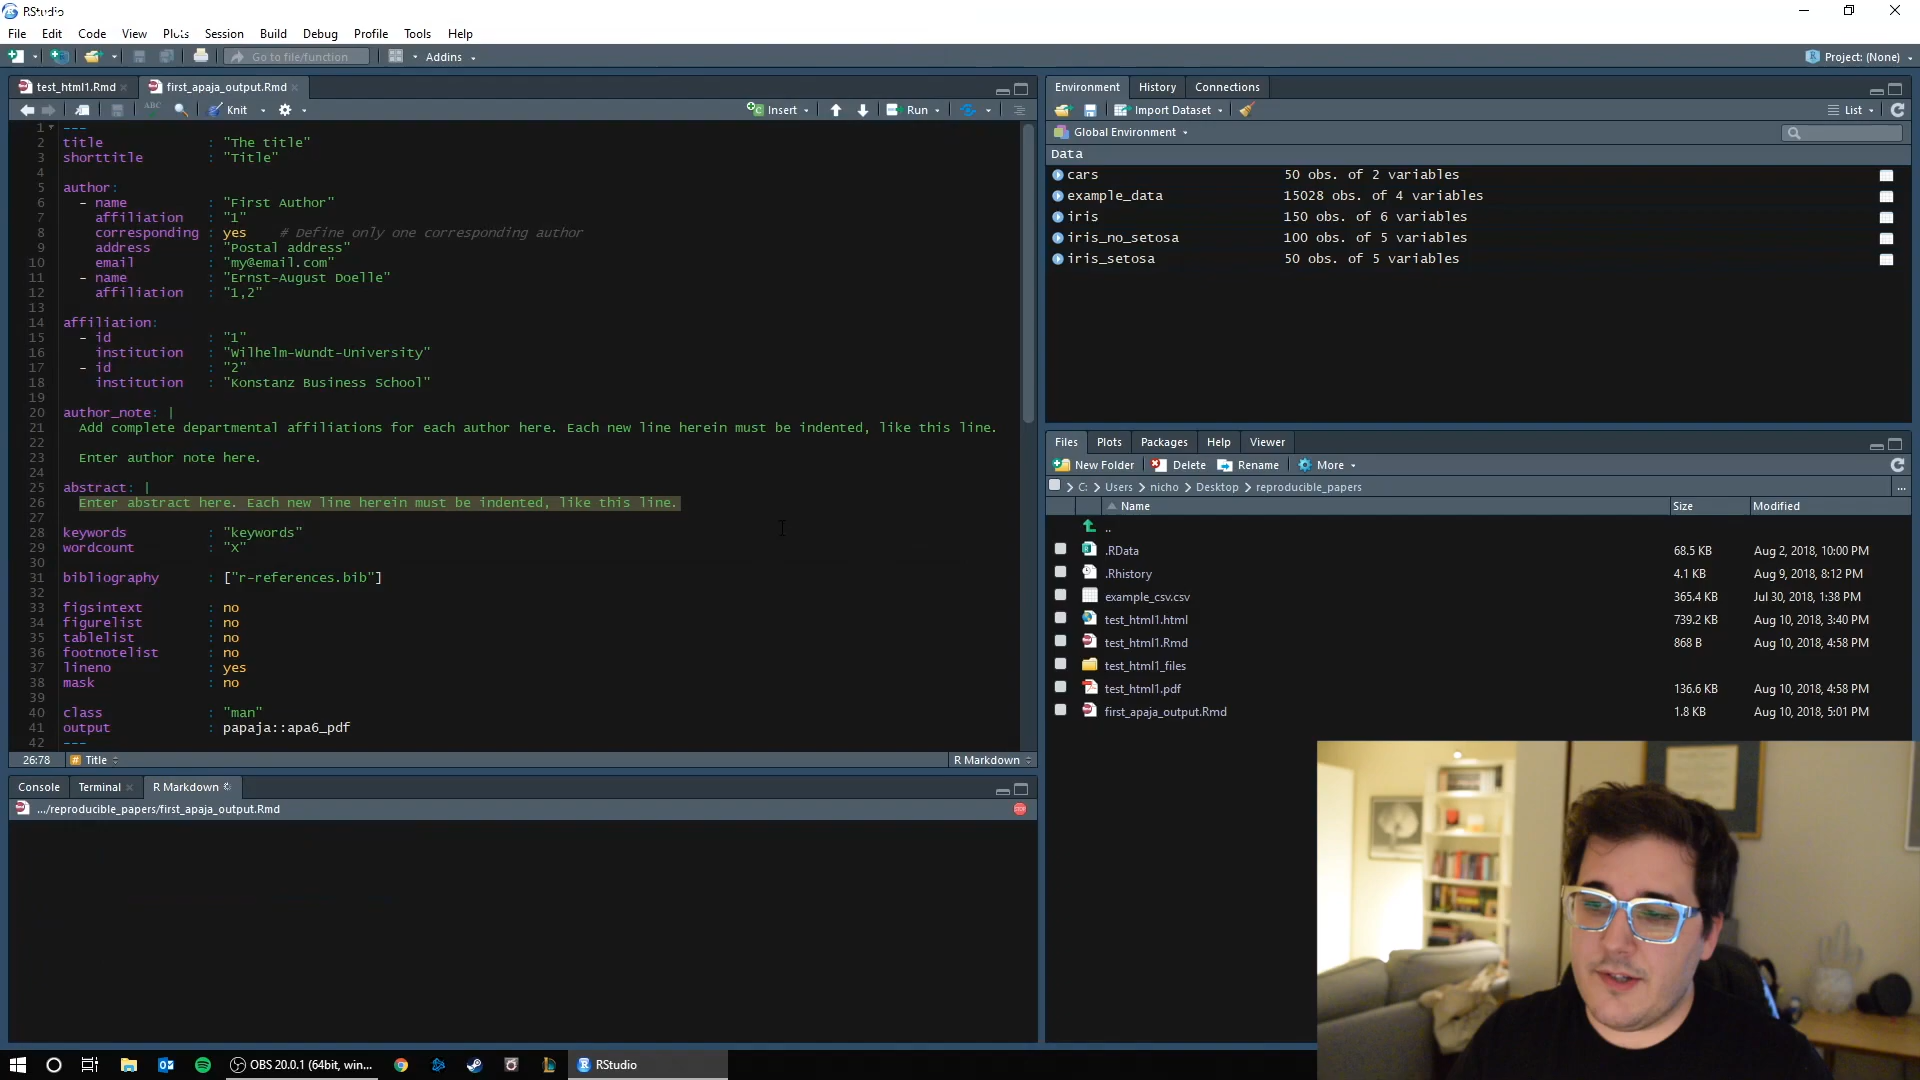 RStudio
File Edit Code View Plots Session Build Debug Profile Tools Help
Go to file/function Addins Project: (None)
test_html1.Rmd first_apaja_output.Rmd
ABC Knit Insert Run
1 ---
2 title : "The title"
3 shorttitle : "Title"
4
5 author:
6 - name : "First Author"
7 affiliation : "1"
8 corresponding : yes # Define only one corresponding author
9 address : "Postal address"
10 email : "my@email.com"
11 - name : "Ernst-August Doelle"
12 affiliation : "1,2"
13
14 affiliation:
15 - id : "1"
16 institution : "Wilhelm-Wundt-University"
17 - id : "2"
18 institution : "Konstanz Business School"
19
20 author_note: |
21 Add complete departmental affiliations for each author here. Each new line herein must be indented, like this line.
22
23 Enter author note here.
24
25 abstract: |
26 Enter abstract here. Each new line herein must be indented, like this line.
27
28 keywords : "keywords"
29 wordcount : "X"
30
31 bibliography : ["r-references.bib"]
32
33 figsintext : no
34 figurelist : no
35 tablelist : no
36 footnotelist : no
37 lineno : yes
38 mask : no
39
40 class : "man"
41 output : papaja::apa6_pdf
42 ---
26:78 # Title R Markdown
Console Terminal R Markdown
.../reproducible_papers/first_apaja_output.Rmd
Environment History Connections
Import Dataset List
Global Environment
Data
cars 50 obs. of 2 variables
example_data 15028 obs. of 4 variables
iris 150 obs. of 6 variables
iris_no_setosa 100 obs. of 5 variables
iris_setosa 50 obs. of 5 variables
Files Plots Packages Help Viewer
New Folder Delete Rename More
C: Users nicho Desktop reproducible_papers ...
Name Size Modified
..
.RData 68.5 KB Aug 2, 2018, 10:00 PM
.Rhistory 4.1 KB Aug 9, 2018, 8:12 PM
example_csv.csv 365.4 KB Jul 30, 2018, 1:38 PM
test_html1.html 739.2 KB Aug 10, 2018, 3:40 PM
test_html1.Rmd 868 B Aug 10, 2018, 4:58 PM
test_html1_files
test_html1.pdf 136.6 KB Aug 10, 2018, 4:58 PM
first_apaja_output.Rmd 1.8 KB Aug 10, 2018, 5:01 PM
OBS 20.0.1 (64bit, win... RStudio